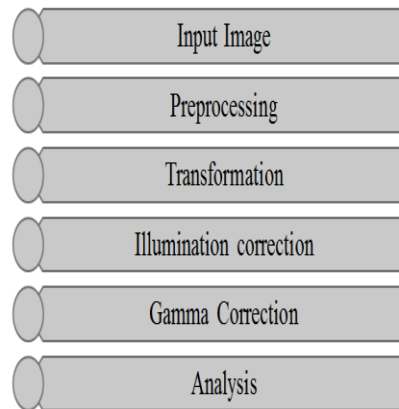 Input Image
Preprocessing
Transformation
Illumination correction
Gamma Correction
Analysis